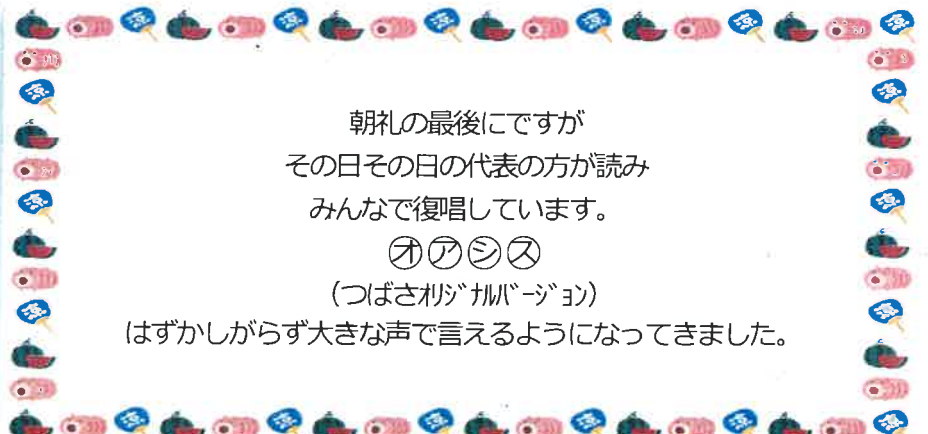 朝礼の最後にですが
その日その日の代表の方が読み
みんなで復唱しています。
㋔㋐㋛㋜
(つばさｵﾘｼﾞﾅﾙﾊﾞｰｼﾞｮﾝ)
はずかしがらず大きな声で言えるようになってきました。